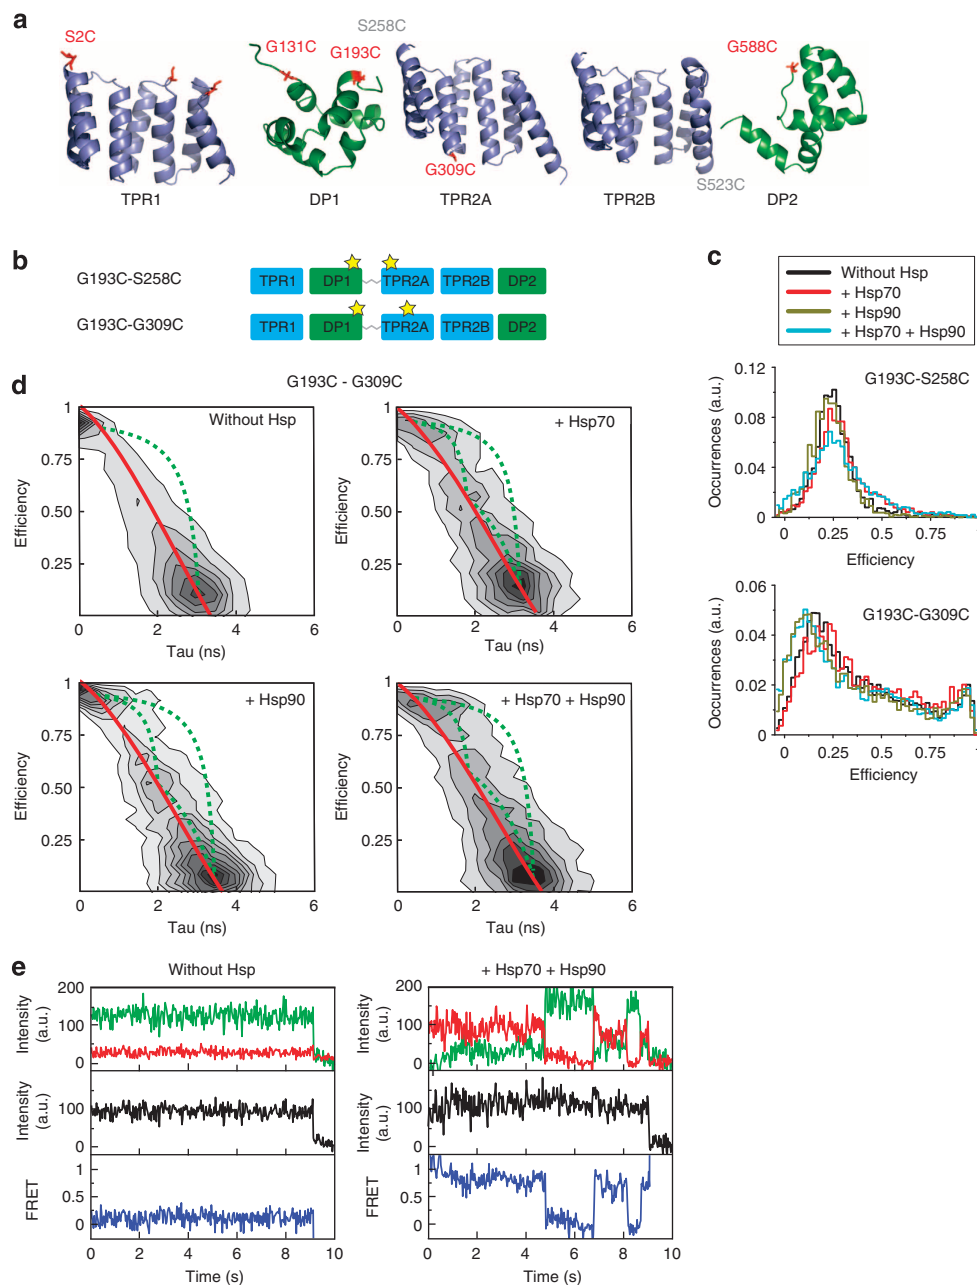 a
S2C
G131C
G193C
S258C
G309C
G588C
S523C
TPR1
DP1
TPR2A
TPR2B
DP2
b
G193C-S258C
TPR1
DP1
TPR2A
TPR2B
DP2
G193C-G309C
TPR1
DP1
TPR2A
TPR2B
DP2
c
Without Hsp
+ Hsp70
+ Hsp90
+ Hsp70 + Hsp90
G193C-S258C
Occurrences (a.u.)
0.12
0.08
0.04
0
0
0.25
0.5
0.75
Efficiency
G193C-G309C
Occurrences (a.u.)
0.06
0.04
0.02
0
0
0.25
0.5
0.75
Efficiency
d
G193C - G309C
Without Hsp
Efficiency
1
0.75
0.5
0.25
0
2
4
6
Tau (ns)
+ Hsp70
Efficiency
1
0.75
0.5
0.25
0
2
4
6
Tau (ns)
+ Hsp90
Efficiency
1
0.75
0.5
0.25
0
2
4
6
Tau (ns)
+ Hsp70 + Hsp90
Efficiency
1
0.75
0.5
0.25
0
2
4
6
Tau (ns)
e
Without Hsp
Intensity
(a.u.)
200
100
0
Intensity
(a.u.)
100
0
FRET
1
0.5
0
0
2
4
6
8
10
Time (s)
+ Hsp70 + Hsp90
Intensity
(a.u.)
200
100
0
Intensity
(a.u.)
100
0
FRET
1
0.5
0
0
2
4
6
8
10
Time (s)